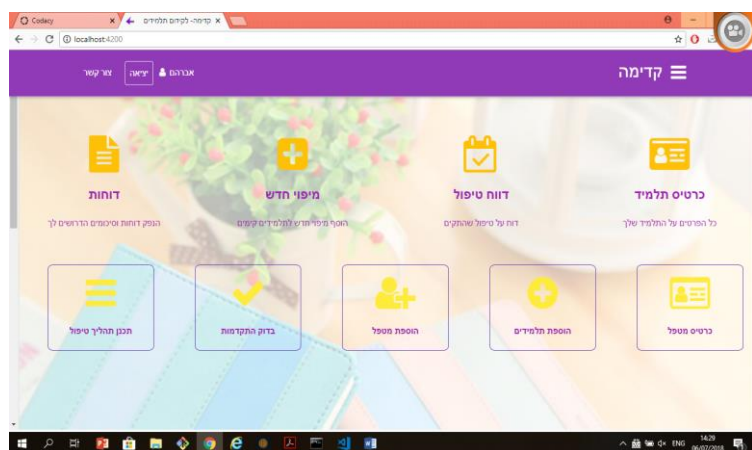 Codecy
קדימה- לקידום תלמידים
localhost:4200
קדימה
אברהם
יציאה
צור קשר
כרטיס תלמיד
דווח טיפול
מיפוי חדש
דוחות
כל הפרטים על התלמיד שלך
דווח על טיפול שהתקיים
הוסף מיפוי חדש לתלמידים קיימים
הנפק דוחות וסיכומים הדרושים לך
כרטיס מטפל
הוספת תלמידים
הוספת מטפל
בדוק התקדמות
תכנן תהליך טיפול
ENG
14:29
06/07/2018